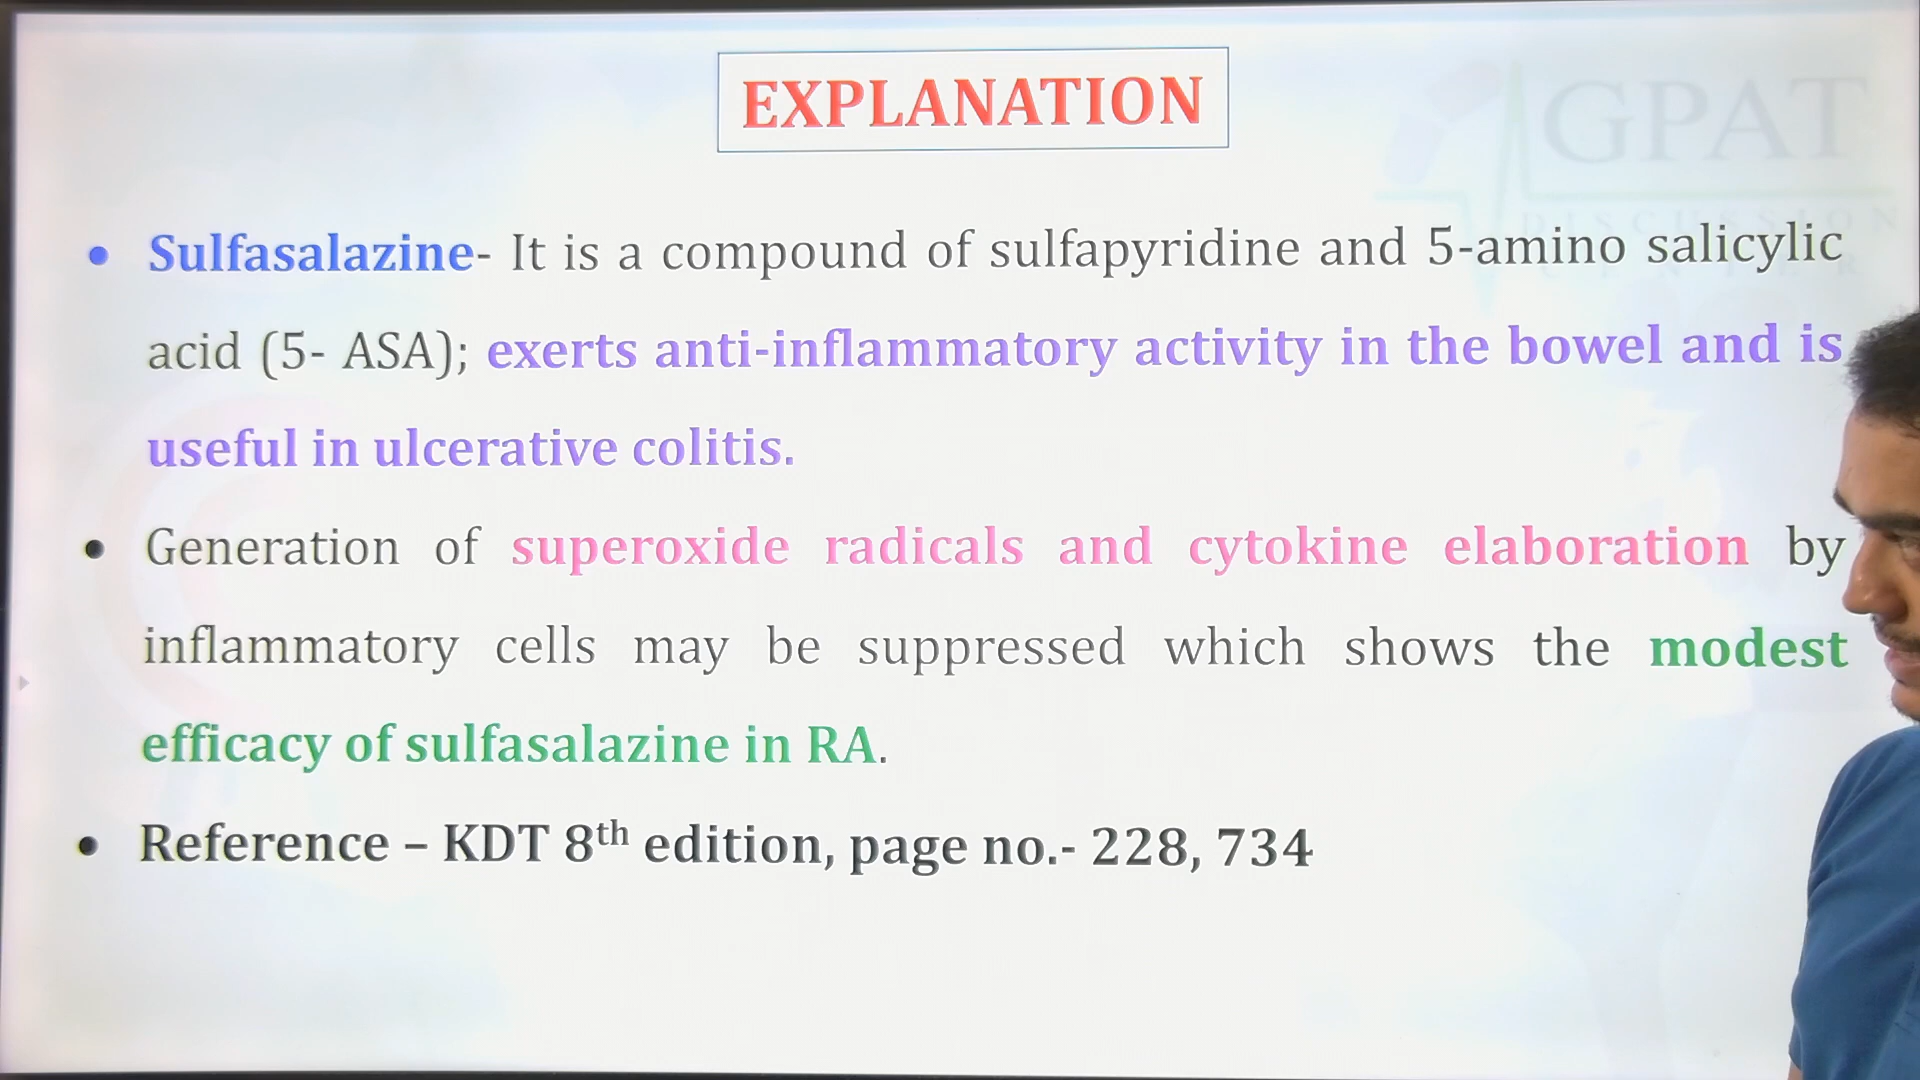 EXPLANATION
GPAT
DISCUSSION
CENTER
• Sulfasalazine- It is a compound of sulfapyridine and 5-amino salicylic
acid (5- ASA); exerts anti-inflammatory activity in the bowel and is
useful in ulcerative colitis.
• Generation of superoxide radicals and cytokine elaboration by
inflammatory cells may be suppressed which shows the modest
efficacy of sulfasalazine in RA.
• Reference – KDT 8th edition, page no.- 228, 734